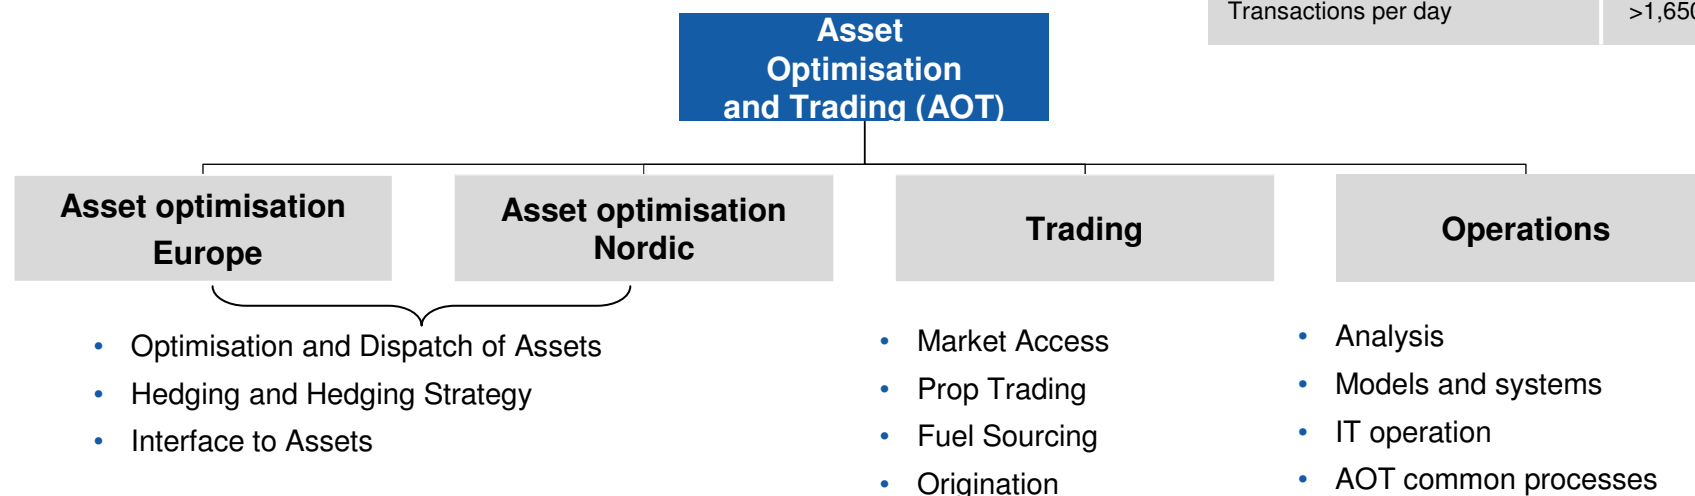 Transactions per day >1,650
Asset
Optimisation
and Trading (AOT)
Asset optimisation
Europe
Asset optimisation
Nordic
Trading
Operations
• Optimisation and Dispatch of Assets
• Hedging and Hedging Strategy
• Interface to Assets
• Market Access
• Prop Trading
• Fuel Sourcing
• Origination
• Analysis
• Models and systems
• IT operation
• AOT common processes